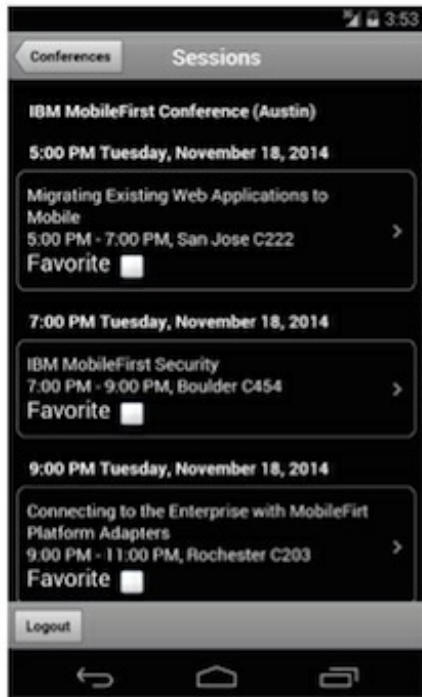 3:53
Conferences
Sessions
IBM MobileFirst Conference (Austin)
5:00 PM Tuesday, November 18, 2014
Migrating Existing Web Applications to
Mobile
5:00 PM - 7:00 PM, San Jose C222
Favorite
7:00 PM Tuesday, November 18, 2014
IBM MobileFirst Security
7:00 PM - 9:00 PM, Boulder C454
Favorite
9:00 PM Tuesday, November 18, 2014
Connecting to the Enterprise with MobileFirt
Platform Adapters
9:00 PM - 11:00 PM, Rochester C203
Favorite
Logout